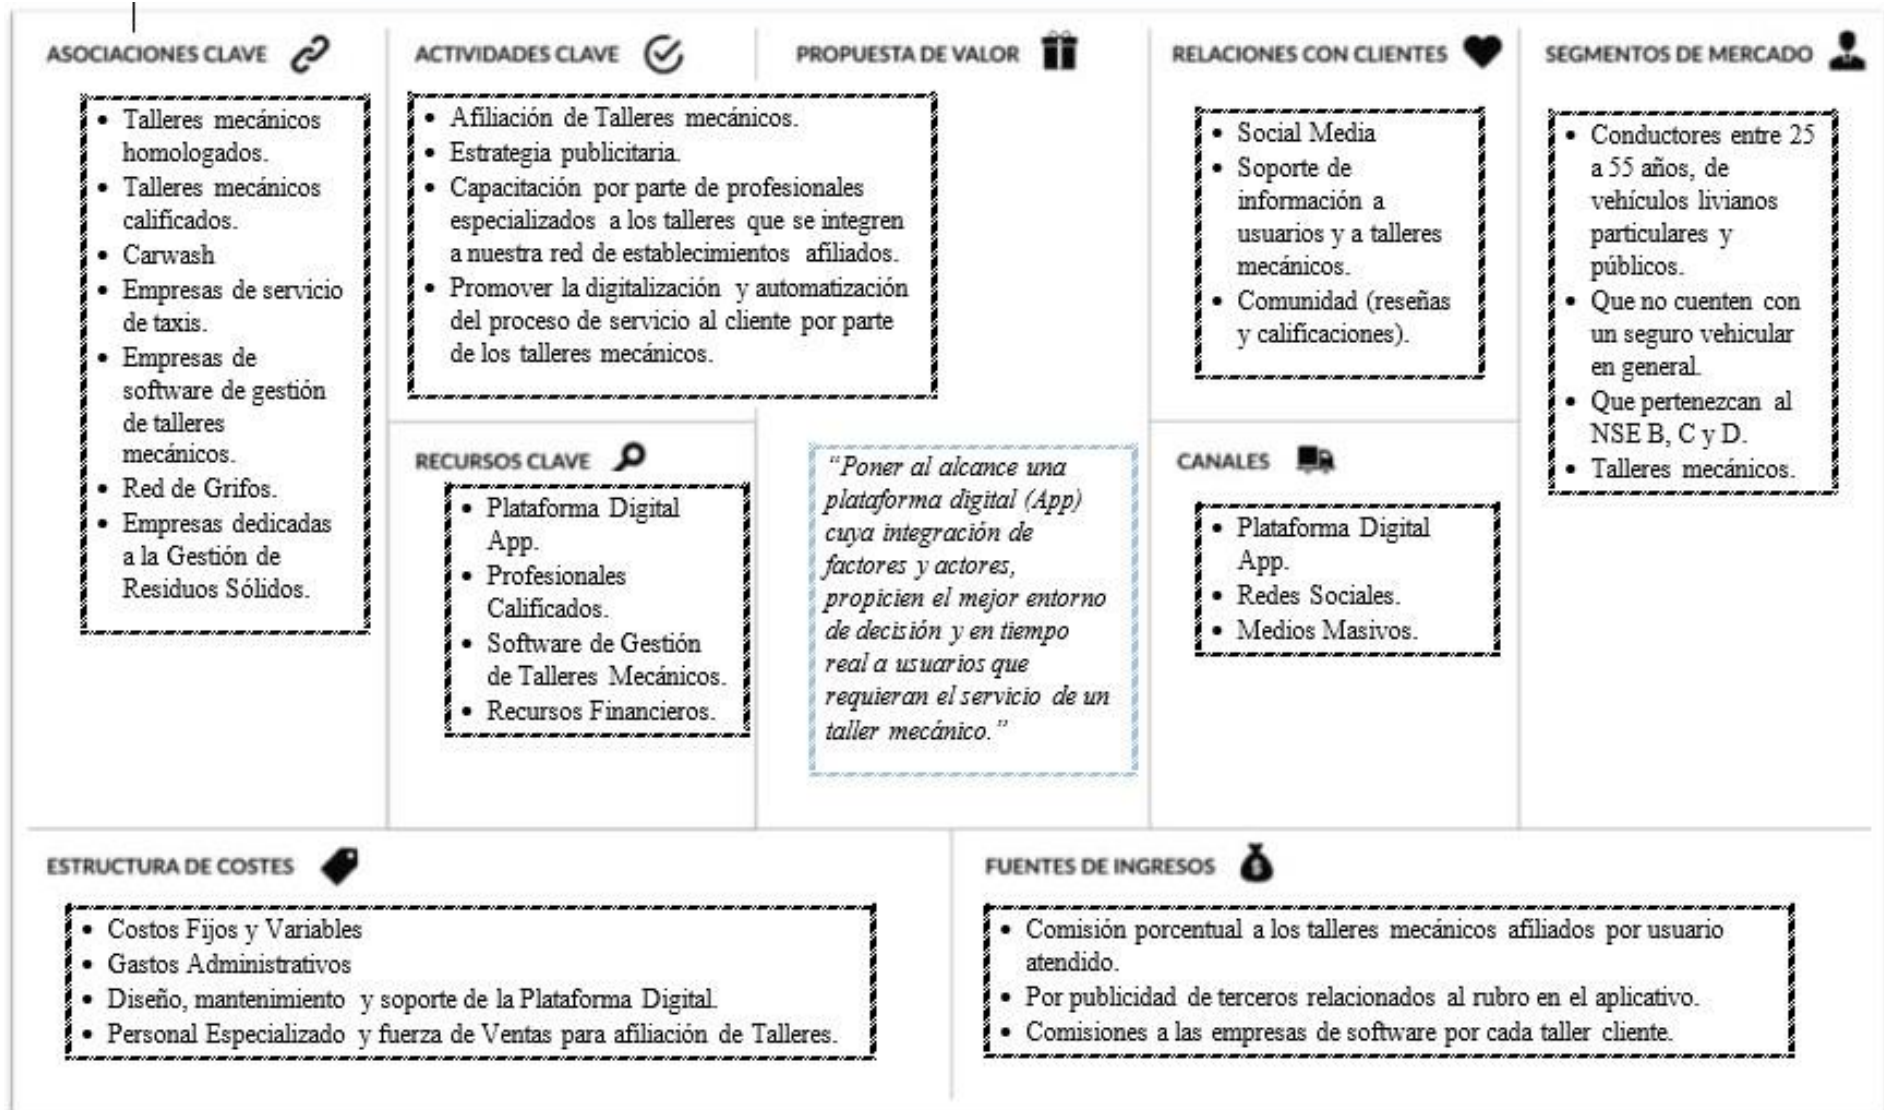 ASOCIACIONES CLAVE
• Talleres mecánicos
homologados.
• Talleres mecánicos
calificados.
• Carwash
• Empresas de servicio
de taxis.
• Empresas de
software de gestión
de talleres
mecánicos.
• Red de Grifos.
• Empresas dedicadas
a la Gestión de
Residuos Sólidos.
ACTIVIDADES CLAVE
• Afiliación de Talleres mecánicos.
• Estrategia publicitaria.
• Capacitación por parte de profesionales
especializados a los talleres que se integren
a nuestra red de establecimientos afiliados.
• Promover la digitalización y automatización
del proceso de servicio al cliente por parte
de los talleres mecánicos.
RECURSOS CLAVE
• Plataforma Digital
App.
• Profesionales
Calificados.
• Software de Gestión
de Talleres Mecánicos.
• Recursos Financieros.
PROPUESTA DE VALOR
“Poner al alcance una
plataforma digital (App)
cuya integración de
factores y actores,
propicien el mejor entorno
de decisión y en tiempo
real a usuarios que
requieran el servicio de un
taller mecánico.”
RELACIONES CON CLIENTES
• Social Media
• Soporte de
información a
usuarios y a talleres
mecánicos.
• Comunidad (reseñas
y calificaciones).
CANALES
• Plataforma Digital
App.
• Redes Sociales.
• Medios Masivos.
SEGMENTOS DE MERCADO
• Conductores entre 25
a 55 años, de
vehículos livianos
particulares y
públicos.
• Que no cuenten con
un seguro vehicular
en general.
• Que pertenezcan al
NSE B, C y D.
• Talleres mecánicos.
ESTRUCTURA DE COSTES
• Costos Fijos y Variables
• Gastos Administrativos
• Diseño, mantenimiento y soporte de la Plataforma Digital.
• Personal Especializado y fuerza de Ventas para afiliación de Talleres.
FUENTES DE INGRESOS
• Comisión porcentual a los talleres mecánicos afiliados por usuario
atendido.
• Por publicidad de terceros relacionados al rubro en el aplicativo.
• Comisiones a las empresas de software por cada taller cliente.